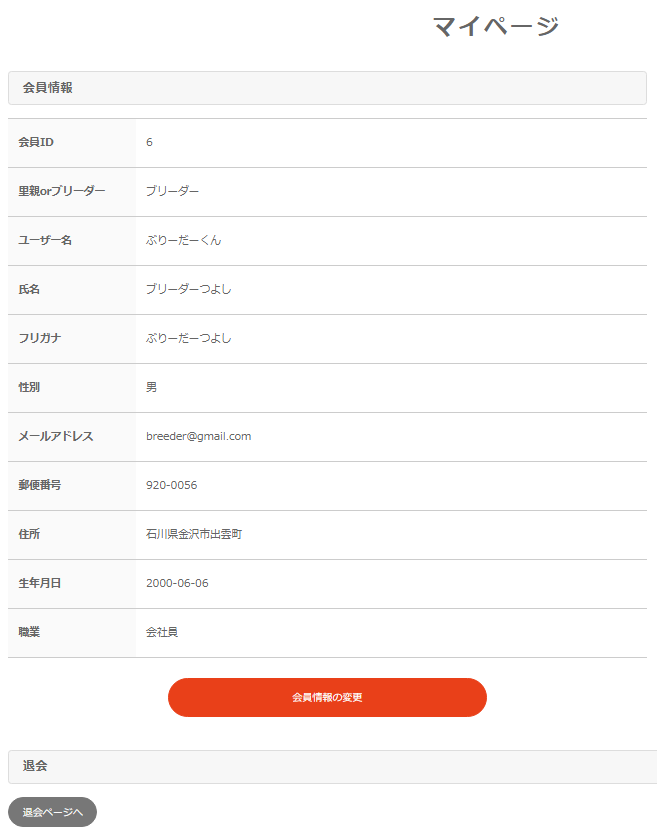 マイページ
会員情報
会員ID 6
里親orブリーダー ブリーダー
ユーザー名 ぶりーだーくん
氏名 ブリーダーつよし
フリガナ ぶりーだーつよし
性別 男
メールアドレス breeder@gmail.com
郵便番号 920-0056
住所 石川県金沢市出雲町
生年月日 2000-06-06
職業 会社員
会員情報の変更
退会
退会ページへ